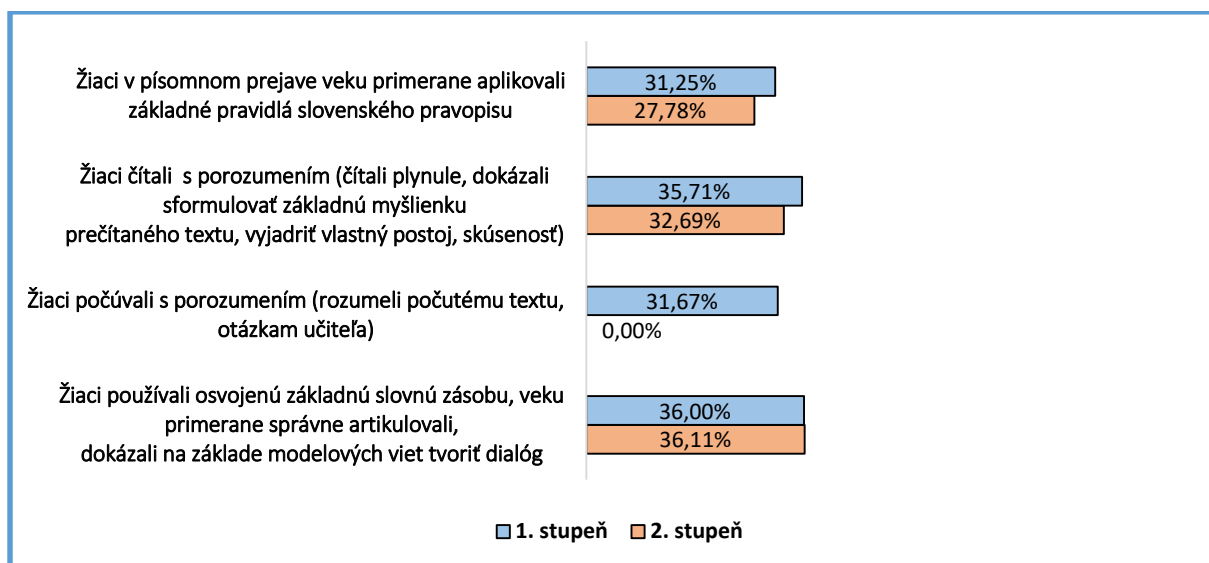 Žiaci v písomnom prejave veku primerane aplikovali
základné pravidlá slovenského pravopisu
31,25%
27,78%
Žiaci čítali s porozumením (čítali plynule, dokázali
sformulovať základnú myšlienku
prečítaného textu, vyjadriť vlastný postoj, skúsenosť)
35,71%
32,69%
Žiaci počúvali s porozumením (rozumeli počutému textu,
otázkam učiteľa)
31,67%
0,00%
Žiaci používali osvojenú základnú slovnú zásobu, veku
primerane správne artikulovali,
dokázali na základe modelových viet tvoriť dialóg
36,00%
36,11%
1. stupeň 2. stupeň